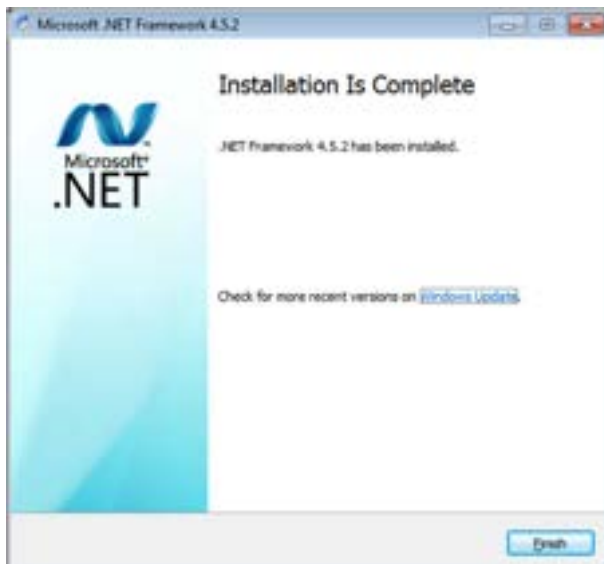 Microsoft .NET Framework 4.5.2
Installation Is Complete
.NET Framework 4.5.2 has been installed.
Microsoft®
.NET
Check for more recent versions on Windows Update.
Finish